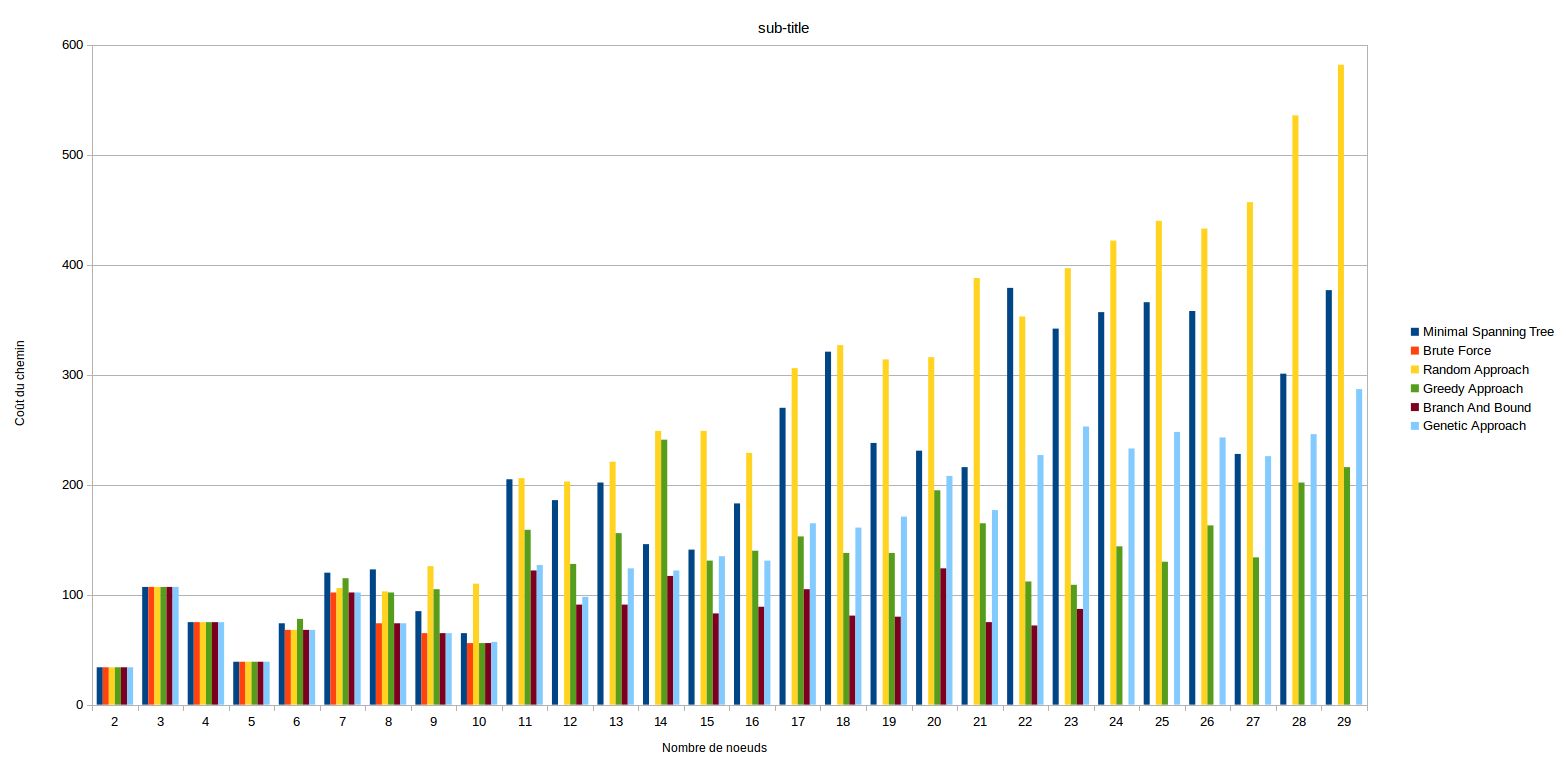 sub-title
600
500
400
300
200
100
0
Coût du chemin
2 3 4 5 6 7 8 9 10 11 12 13 14 15 16 17 18 19 20 21 22 23 24 25 26 27 28 29
Nombre de noeuds
Minimal Spanning Tree
Brute Force
Random Approach
Greedy Approach
Branch And Bound
Genetic Approach